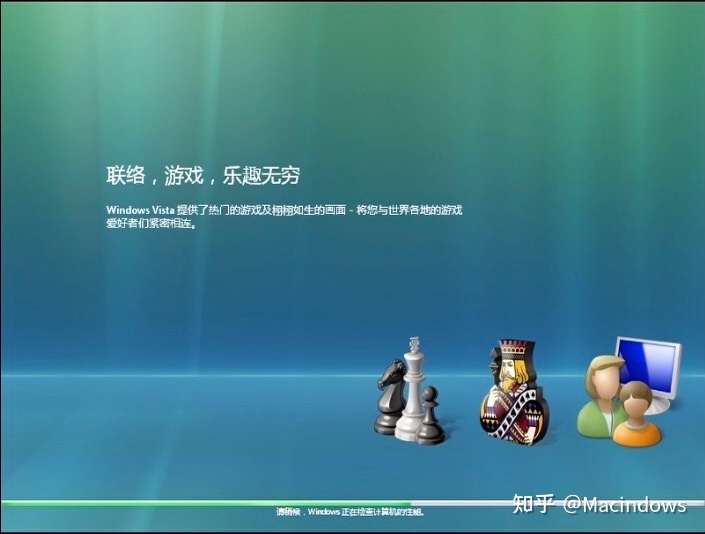 联络，游戏，乐趣无穷
Windows Vista 提供了热门的游戏及栩栩如生的画面 - 将您与世界各地的游戏
爱好者们紧密相连。
请稍候，Windows 正在检查计算机的性能。
知乎 @Macindows